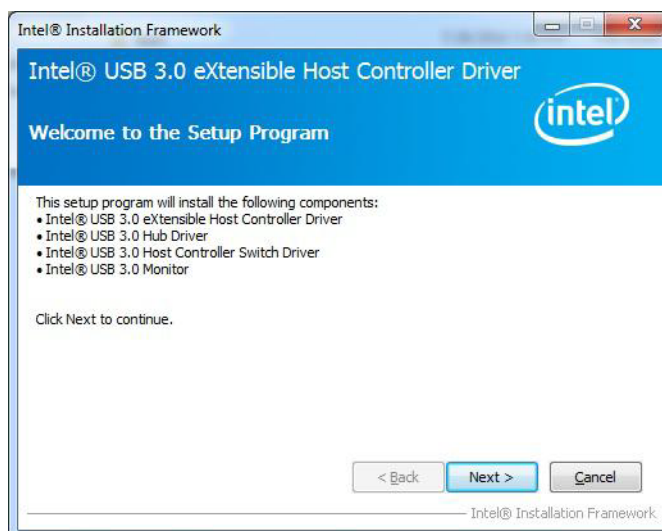 Intel® Installation Framework
Intel® USB 3.0 eXtensible Host Controller Driver
intel
Welcome to the Setup Program
This setup program will install the following components:
• Intel® USB 3.0 eXtensible Host Controller Driver
• Intel® USB 3.0 Hub Driver
• Intel® USB 3.0 Host Controller Switch Driver
• Intel® USB 3.0 Monitor
Click Next to continue.
< Back Next > Cancel
Intel® Installation Framework